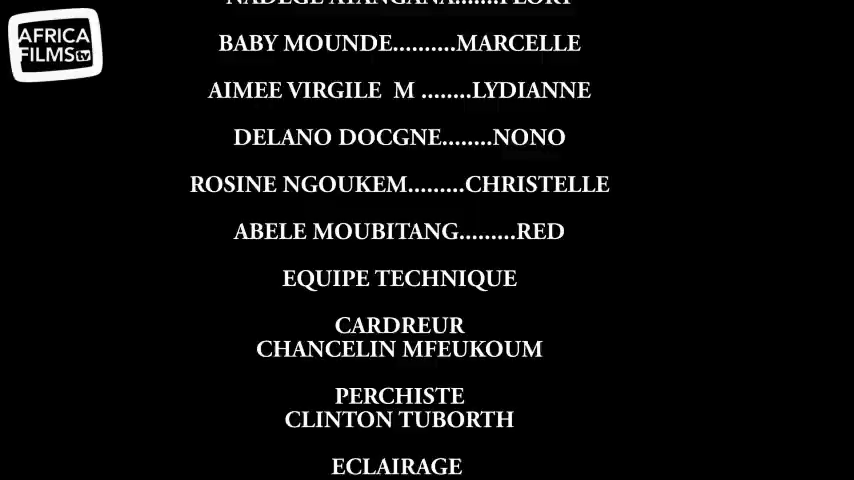 AFRICA
FILMS tv
BABY MOUNDE..........MARCELLE
AIMEE VIRGILE  M ........LYDIANNE
DELANO DOCGNE........NONO
ROSINE NGOUKEM.........CHRISTELLE
ABELE MOUBITANG.........RED
EQUIPE TECHNIQUE
CARDREUR
CHANCELIN MFEUKOUM
PERCHISTE
CLINTON TUBORTH
ECLAIRAGE